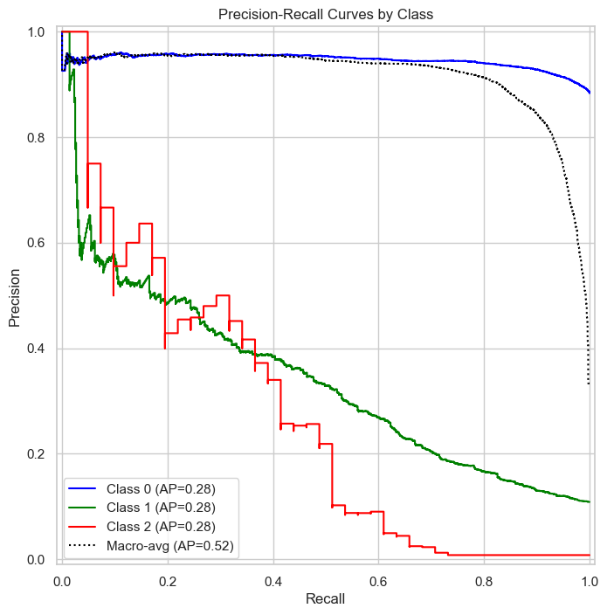 Precision-Recall Curves by Class
1.0
0.8
0.6
0.4
0.2
0.0
Precision
Class 0 (AP=0.28)
Class 1 (AP=0.28)
Class 2 (AP=0.28)
Macro-avg (AP=0.52)
0.0 0.2 0.4 0.6 0.8 1.0
Recall